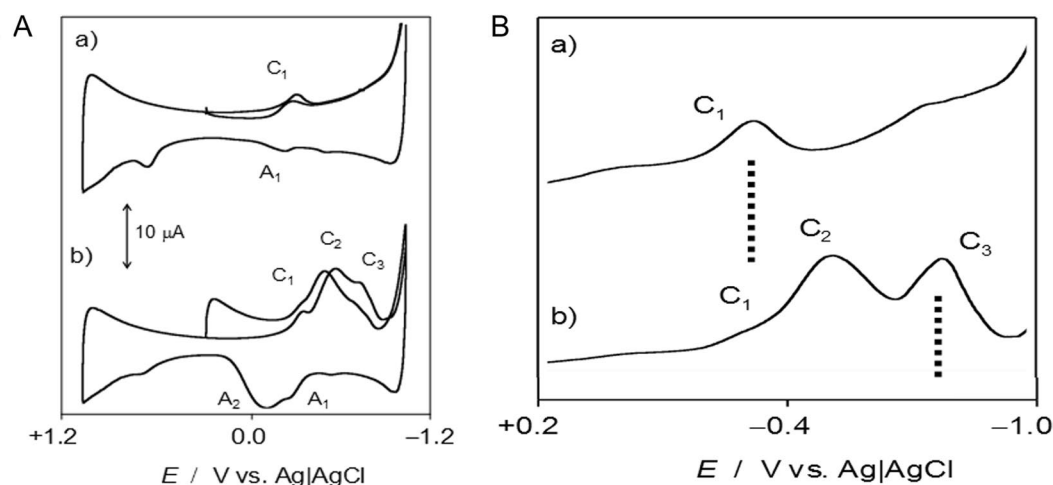 A
a)
C₁
A₁
10 µA
b)
C₂
C₁
C₃
A₂
A₁
+1.2
0.0
−1.2
E / V vs. Ag|AgCl
B
a)
C₁
C₂
C₃
C₁
b)
+0.2
−0.4
−1.0
E / V vs. Ag|AgCl